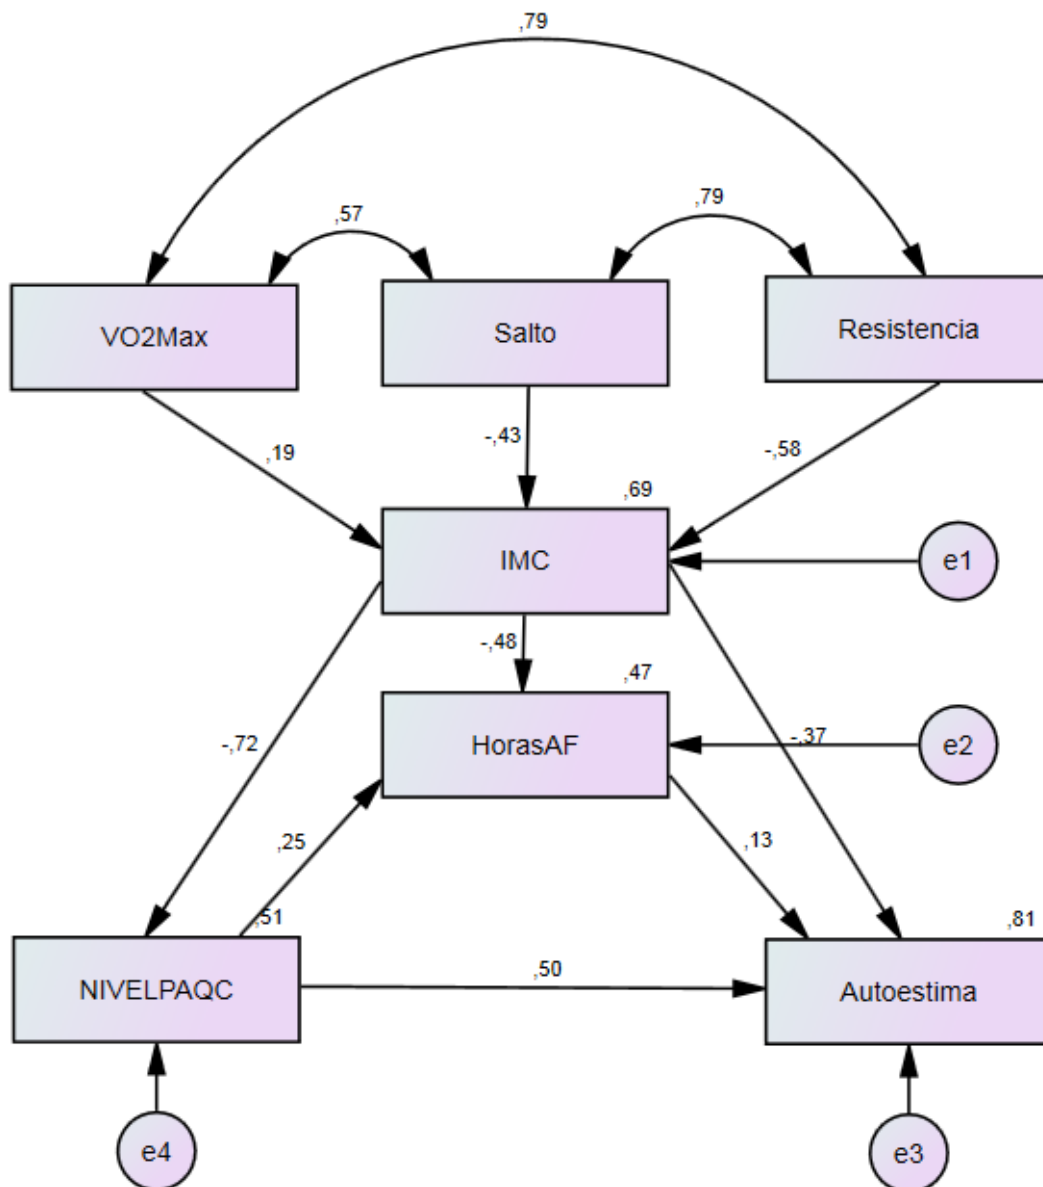 ,79
,57
,79
VO2Max
Salto
Resistencia
,19
-,43
-,58
,69
IMC
e1
-,48
,47
-,72
HorasAF
-,37
e2
,25
,13
,51
,81
NIVELPAQC
,50
Autoestima
e4
e3